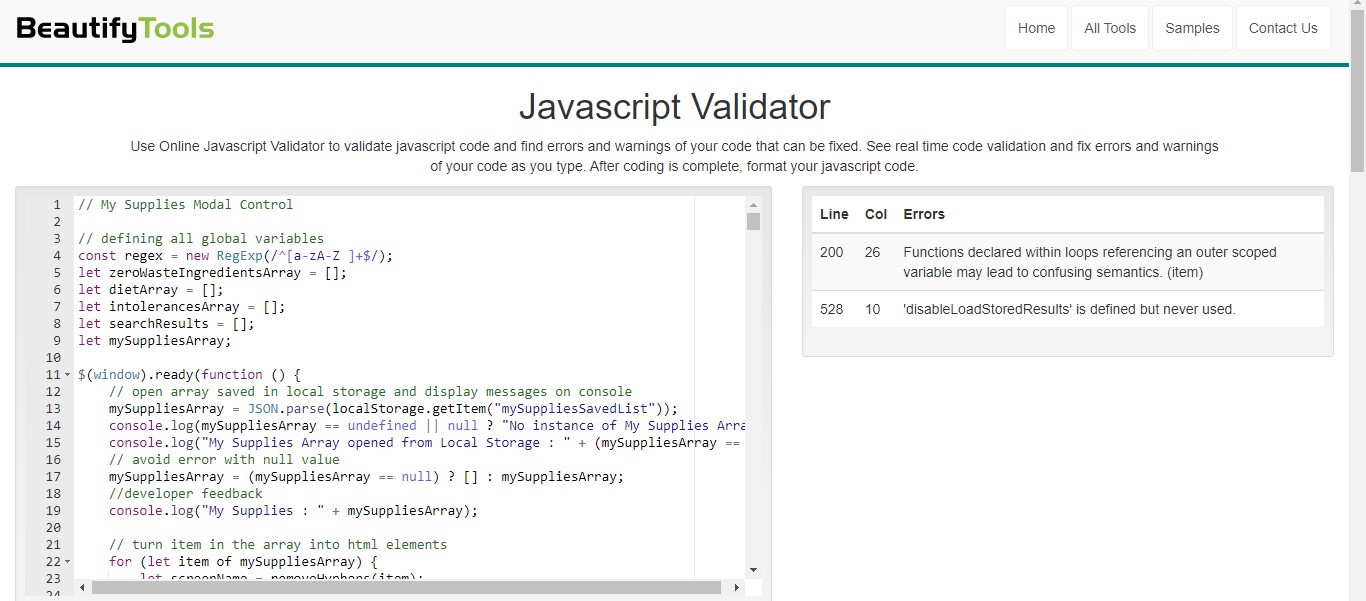 BeautifyTools
Home
All Tools
Samples
Contact Us
Javascript Validator
Use Online Javascript Validator to validate javascript code and find errors and warnings of your code that can be fixed. See real time code validation and fix errors and warnings
of your code as you type. After coding is complete, format your javascript code.
1 // My Supplies Modal Control
2
3 // defining all global variables
4 const regex = new RegExp(/^[a-zA-Z ]+$/);
5 let zeroWasteIngredientsArray = [];
6 let dietArray = [];
7 let intolerancesArray = [];
8 let searchResults = [];
9 let mySuppliesArray;
10
11 $(window).ready(function () {
12 // open array saved in local storage and display messages on console
13 mySuppliesArray = JSON.parse(localStorage.getItem("mySuppliesSavedList"));
14 console.log(mySuppliesArray == undefined || null ? "No instance of My Supplies Arra
15 console.log("My Supplies Array opened from Local Storage : " + (mySuppliesArray ==
16 // avoid error with null value
17 mySuppliesArray = (mySuppliesArray == null) ? [] : mySuppliesArray;
18 //developer feedback
19 console.log("My Supplies : " + mySuppliesArray);
20
21 // turn item in the array into html elements
22 for (let item of mySuppliesArray) {
23 let screenName = removeHyphens(item);
24
Line Col Errors
200 26 Functions declared within loops referencing an outer scoped
variable may lead to confusing semantics. (item)
528 10 'disableLoadStoredResults' is defined but never used.